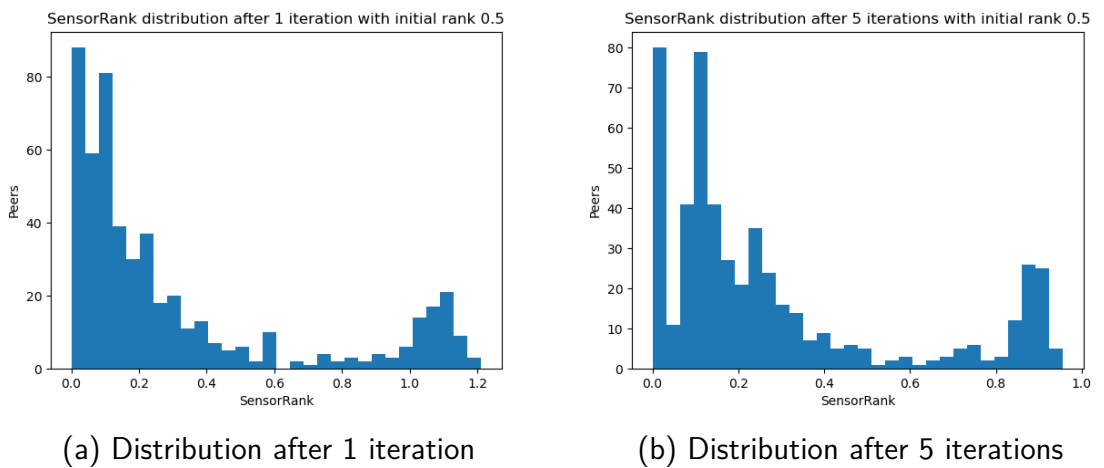 SensorRank distribution after 1 iteration with initial rank 0.5
80
60
40
20
0
Peers
0.0 0.2 0.4 0.6 0.8 1.0 1.2
SensorRank
(a) Distribution after 1 iteration
SensorRank distribution after 5 iterations with initial rank 0.5
80
70
60
50
40
30
20
10
0
Peers
0.0 0.2 0.4 0.6 0.8 1.0
SensorRank
(b) Distribution after 5 iterations